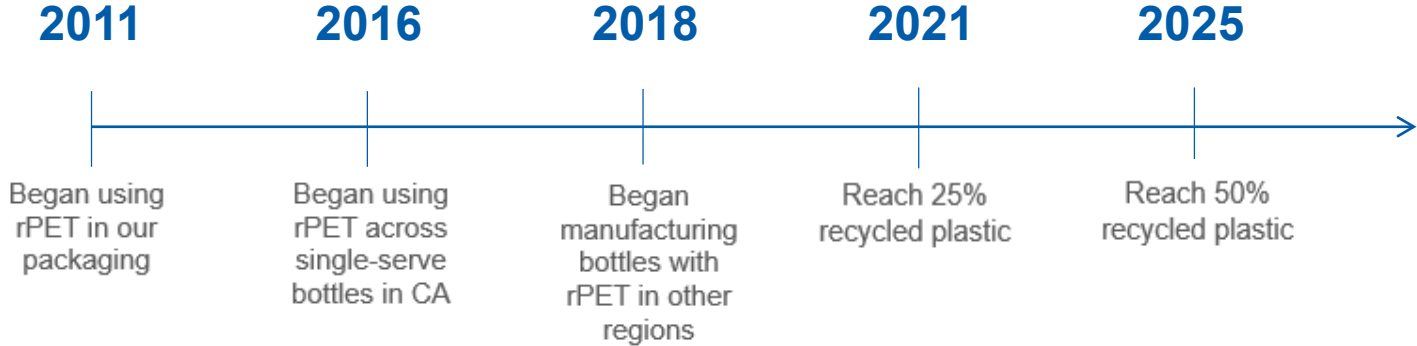 2011
2016
2018
2021
2025
Began using
rPET in our
packaging
Began using
rPET across
single-serve
bottles in CA
Began
manufacturing
bottles with
rPET in other
regions
Reach 25%
recycled plastic
Reach 50%
recycled plastic